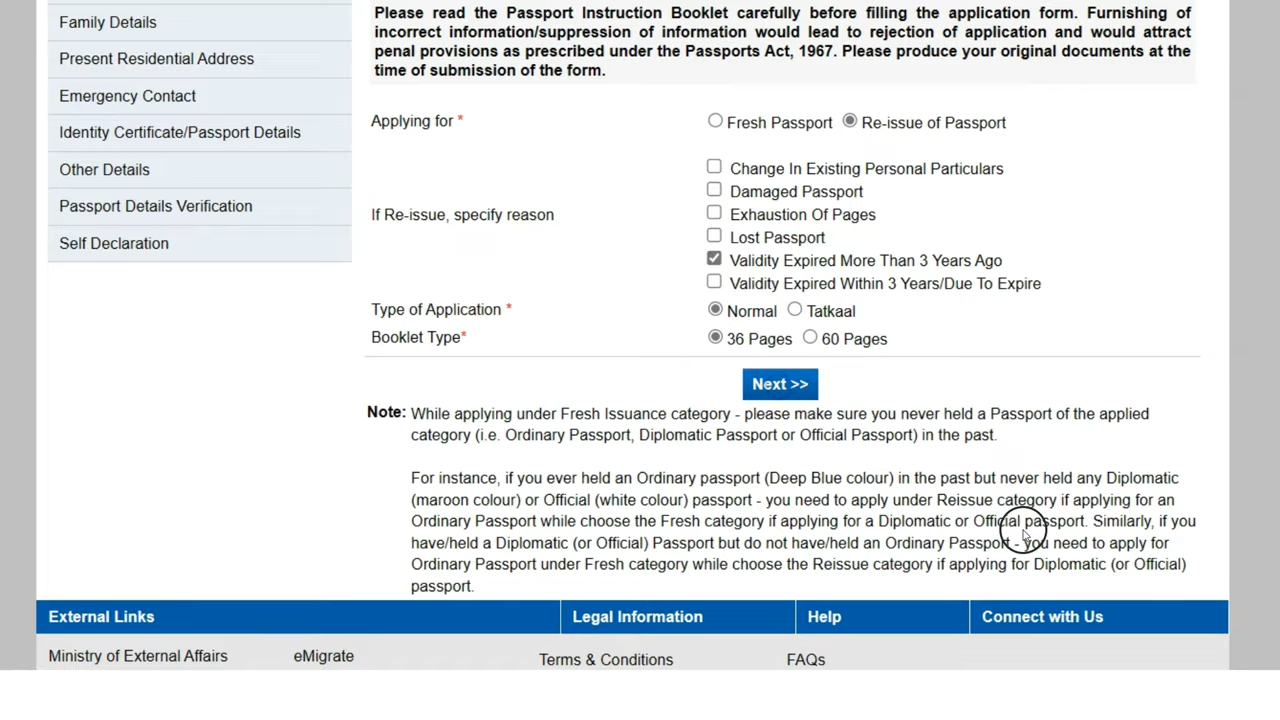 Family Details
Present Residential Address
Emergency Contact
Identity Certificate/Passport Details
Other Details
Passport Details Verification
Self Declaration
Please read the Passport Instruction Booklet carefully before filling the application form. Furnishing of
incorrect information/suppression of information would lead to rejection of application and would attract
penal provisions as prescribed under the Passports Act, 1967. Please produce your original documents at the
time of submission of the form.
Applying for * Fresh Passport Re-issue of Passport
If Re-issue, specify reason
Change In Existing Personal Particulars
Damaged Passport
Exhaustion Of Pages
Lost Passport
Validity Expired More Than 3 Years Ago
Validity Expired Within 3 Years/Due To Expire
Type of Application * Normal Tatkaal
Booklet Type* 36 Pages 60 Pages
Next >>
Note: While applying under Fresh Issuance category - please make sure you never held a Passport of the applied
category (i.e. Ordinary Passport, Diplomatic Passport or Official Passport) in the past.
For instance, if you ever held an Ordinary passport (Deep Blue colour) in the past but never held any Diplomatic
(maroon colour) or Official (white colour) passport - you need to apply under Reissue category if applying for an
Ordinary Passport while choose the Fresh category if applying for a Diplomatic or Official passport. Similarly, if you
have/held a Diplomatic (or Official) Passport but do not have/held an Ordinary Passport - you need to apply for
Ordinary Passport under Fresh category while choose the Reissue category if applying for Diplomatic (or Official)
passport.
External Links Legal Information Help Connect with Us
Ministry of External Affairs eMigrate Terms & Conditions FAQs